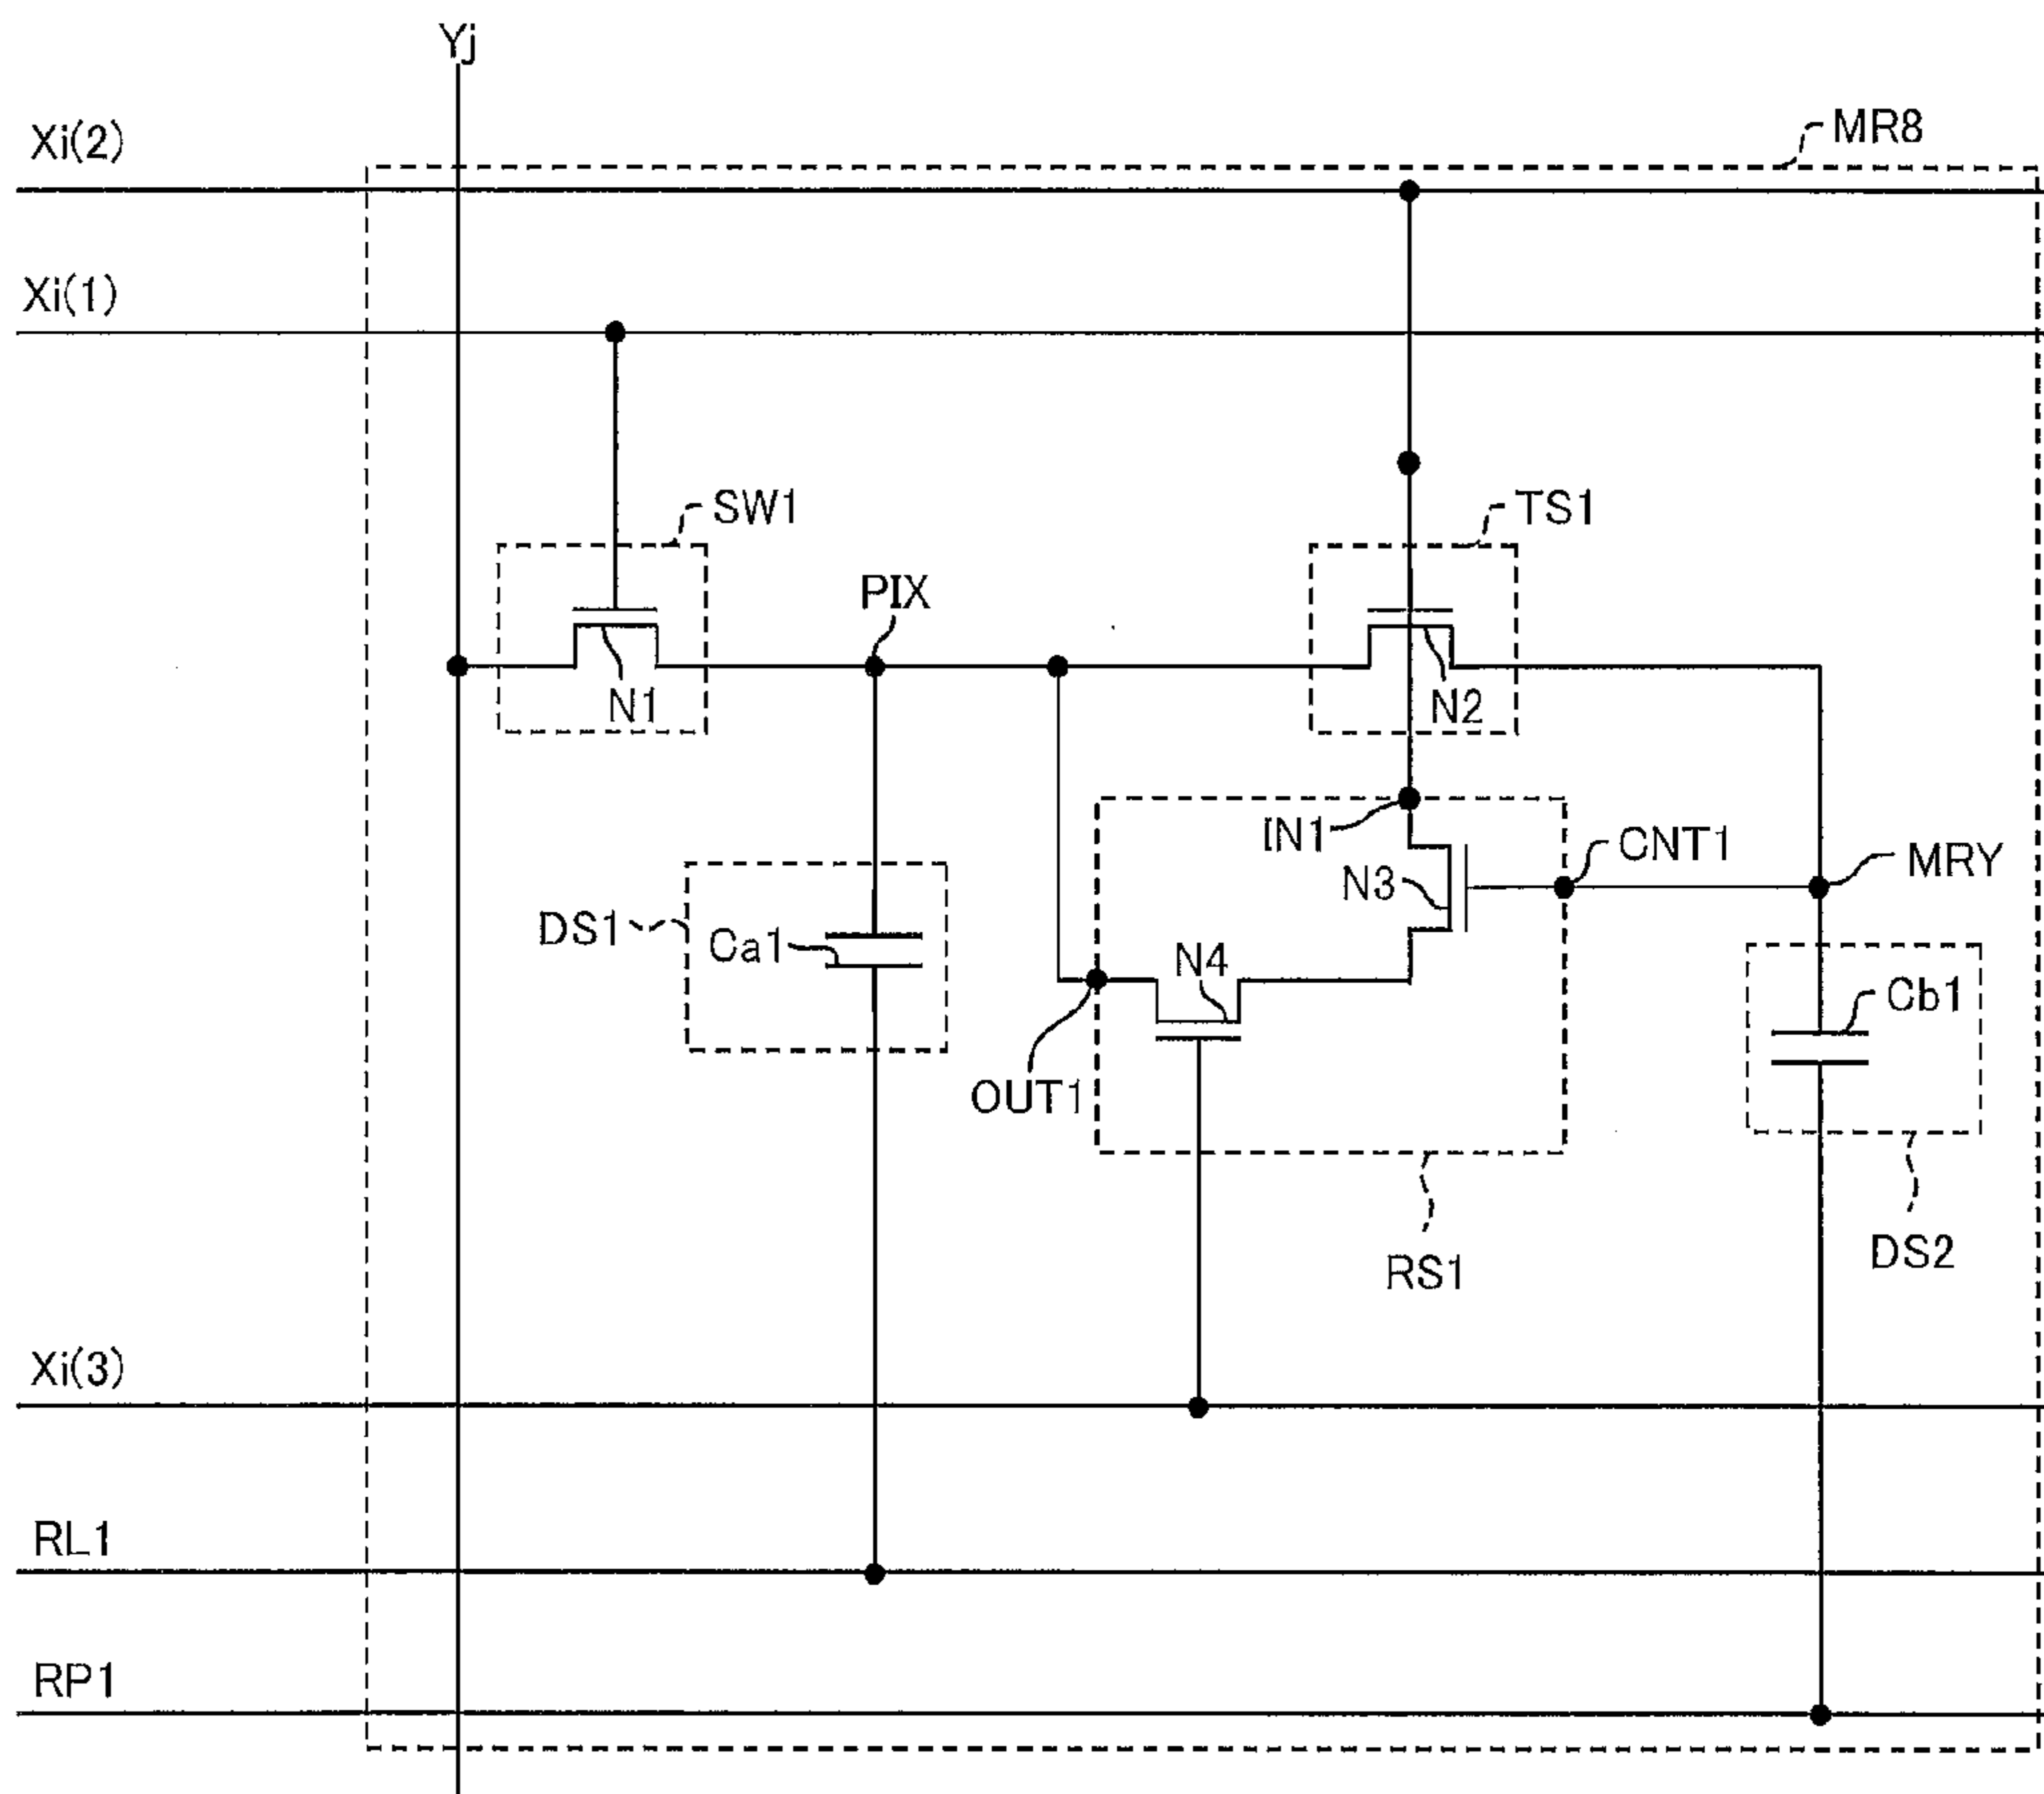 Yj
Xi(2)
MR8
Xi(1)
SW1
TS1
PIX
N1
N2
IN1
CNT1
MRY
N3
DS1
Ca1
N4
Cb1
OUT1
RS1
DS2
Xi(3)
RL1
RP1